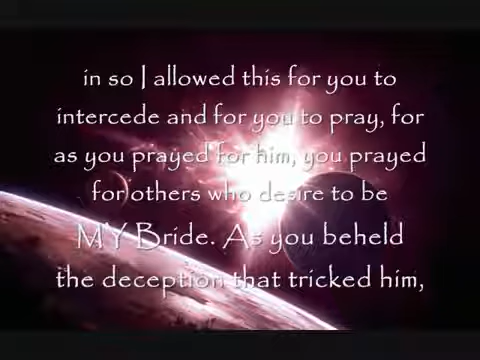 in so I allowed this for you to
intercede and for you to pray, for
as you prayed for him, you prayed
for others who desire to be
MY Bride. As you beheld
the deception that tricked him,